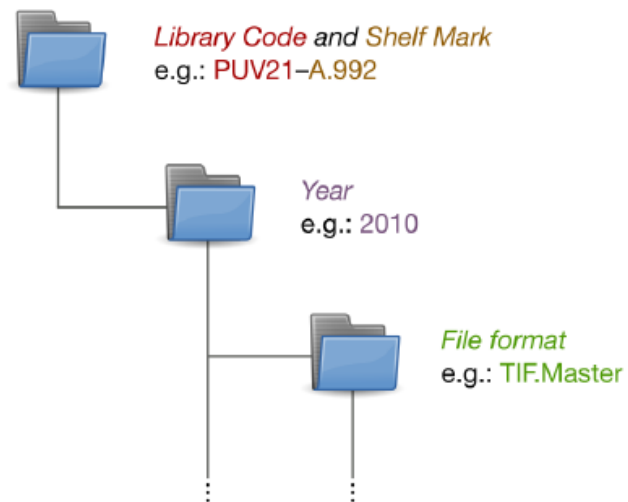 Library Code and Shelf Mark
e.g.: PUV21–A.992
Year
e.g.: 2010
File format
e.g.: TIF.Master